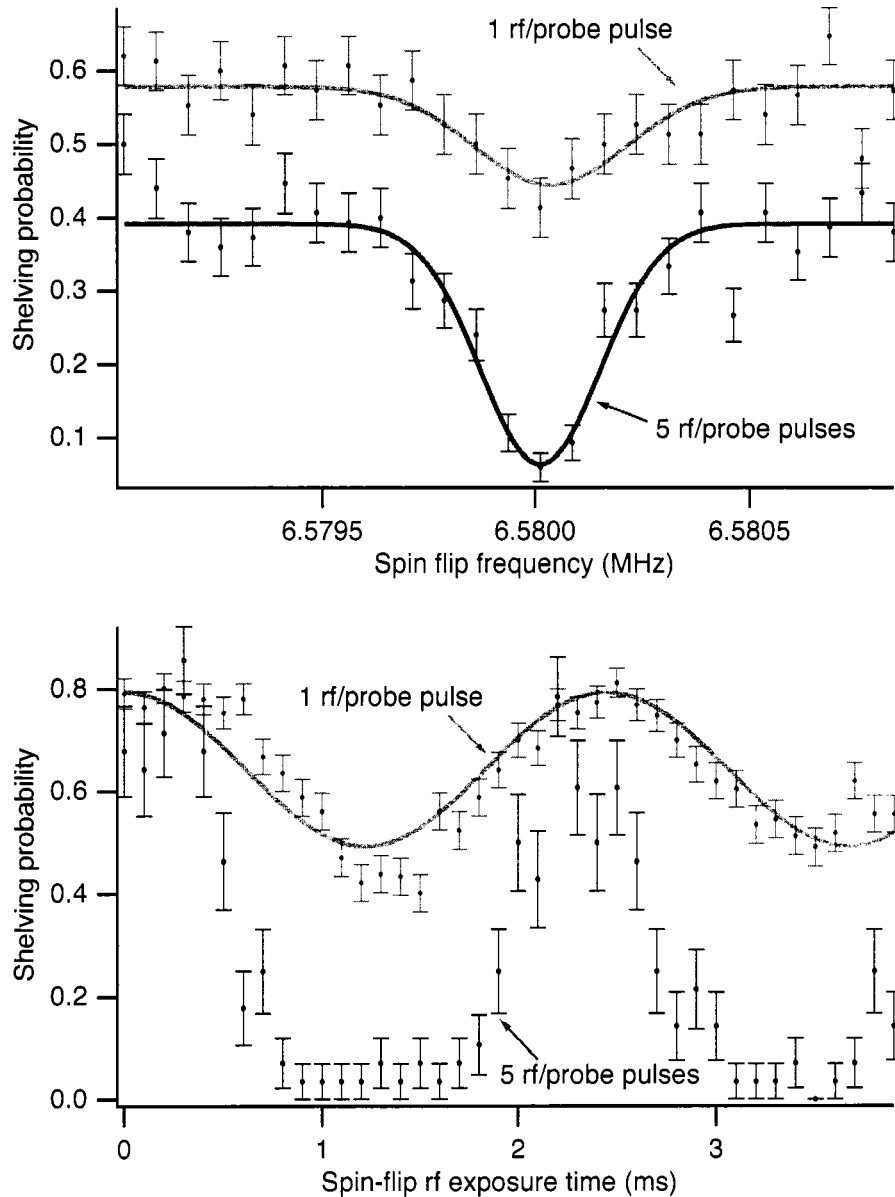 1 rf/probe pulse
0.6
0.5
0.4
0.3
0.2
0.1
Shelving probability
5 rf/probe pulses
6.5795
6.5800
6.5805
Spin flip frequency (MHz)
1 rf/probe pulse
0.8
0.6
0.4
0.2
0.0
Shelving probability
5 rf/probe pulses
0
1
2
3
Spin-flip rf exposure time (ms)